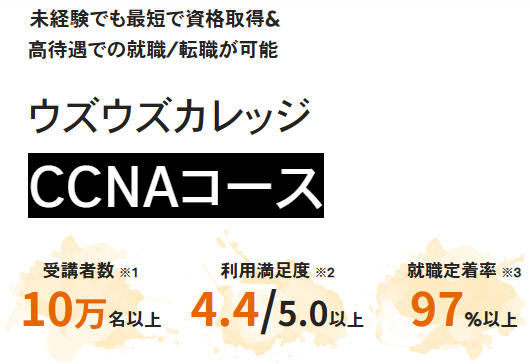 未経験でも最短で資格取得&
高待遇での就職/転職が可能
ウズウズカレッジ
CCNAコース
受講者数 ※1
10万名以上
利用満足度 ※2
4.4/5.0以上
就職定着率 ※3
97%以上